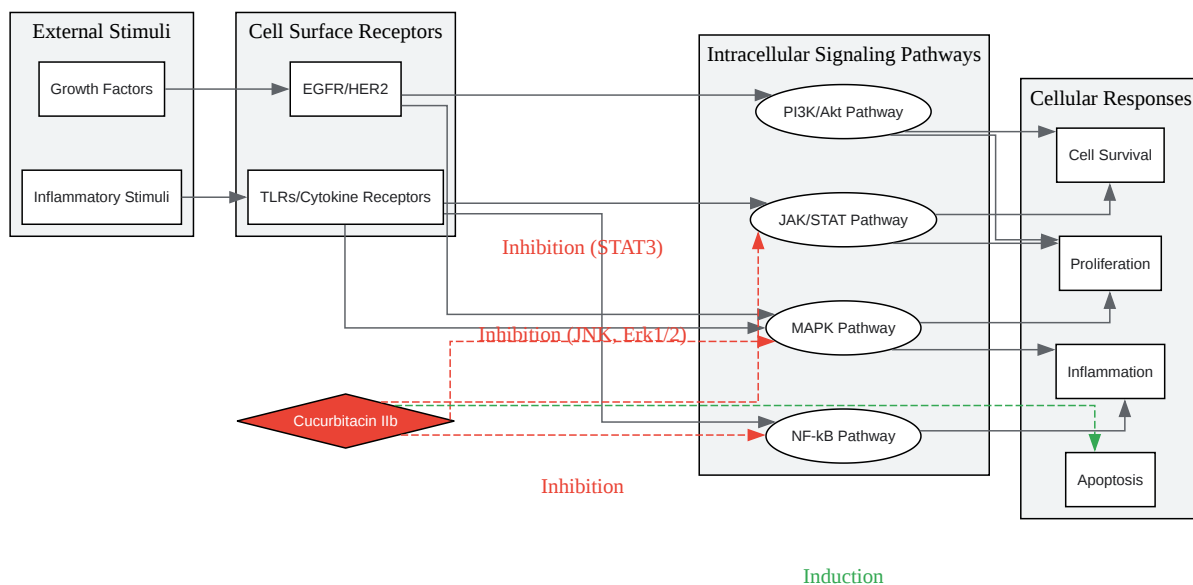 External Stimuli
Growth Factors
Inflammatory Stimuli
Cell Surface Receptors
EGFR/HER2
TLRs/Cytokine Receptors
Intracellular Signaling Pathways
PI3K/Akt Pathway
JAK/STAT Pathway
MAPK Pathway
NF-kB Pathway
Cellular Responses
Cell Survival
Proliferation
Inflammation
Apoptosis
Inhibition (STAT3)
Inhibition (JNK, Erk1/2)
Cucurbitacin IIb
Inhibition
Induction